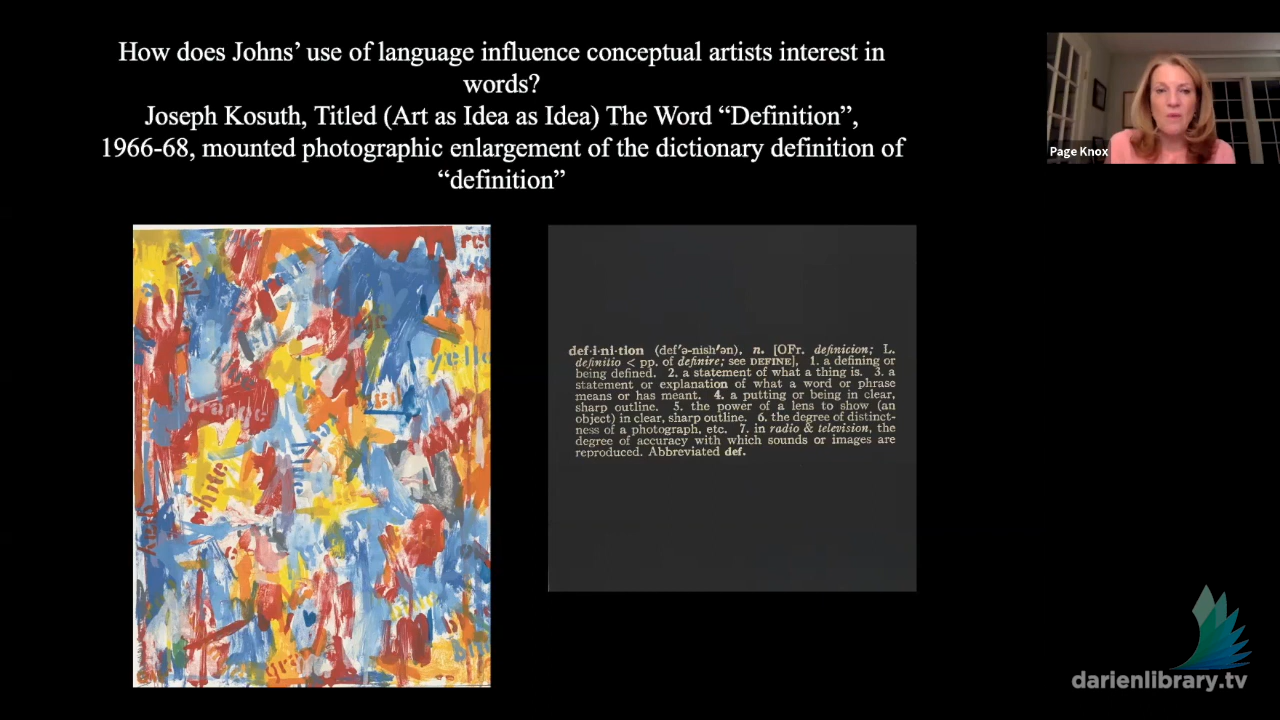 How does Johns’ use of language influence conceptual artists interest in
words?
Joseph Kosuth, Titled (Art as Idea as Idea) The Word “Definition”,
1966-68, mounted photographic enlargement of the dictionary definition of
“definition”
Page Knox
red
yello
orange
white
gray
def·i·ni·tion (def′ə-nish′ən), n. [OFr. definicion; L.
definitio < pp. of definire; see DEFINE], 1. a defining or
being defined. 2. a statement of what a thing is. 3. a
statement or explanation of what a word or phrase
means or has meant. 4. a putting or being in clear,
sharp outline. 5. the power of a lens to show (an
object) in clear, sharp outline. 6. the degree of distinct-
ness of a photograph, etc. 7. in radio & television, the
degree of accuracy with which sounds or images are
reproduced. Abbreviated def.
darienlibrary.tv